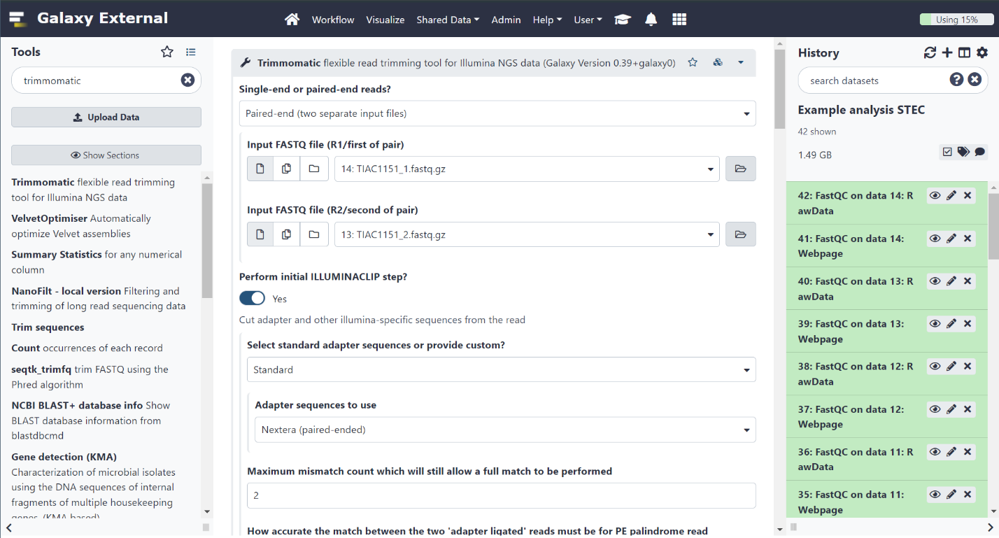 Galaxy External
Workflow Visualize Shared Data Admin Help User
Using 15%
Tools
trimmomatic
Upload Data
Show Sections
Trimmomatic flexible read trimming
tool for Illumina NGS data
VelvetOptimiser Automatically
optimize Velvet assemblies
Summary Statistics for any numerical
column
NanoFilt - local version Filtering and
trimming of long read sequencing data
Trim sequences
Count occurrences of each record
seqtk_trimfq trim FASTQ using the
Phred algorithm
NCBI BLAST+ database info Show
BLAST database information from
blastdbcmd
Gene detection (KMA)
Characterization of microbial isolates
using the DNA sequences of internal
fragments of multiple housekeeping
genes. (KMA based)
Trimmomatic flexible read trimming tool for Illumina NGS data (Galaxy Version 0.39+galaxy0)
Single-end or paired-end reads?
Paired-end (two separate input files)
Input FASTQ file (R1/first of pair)
14: TIAC1151_1.fastq.gz
Input FASTQ file (R2/second of pair)
13: TIAC1151_2.fastq.gz
Perform initial ILLUMINACLIP step?
Yes
Cut adapter and other illumina-specific sequences from the read
Select standard adapter sequences or provide custom?
Standard
Adapter sequences to use
Nextera (paired-ended)
Maximum mismatch count which will still allow a full match to be performed
2
How accurate the match between the two 'adapter ligated' reads must be for PE palindrome read
History
search datasets
Example analysis STEC
42 shown
1.49 GB
42: FastQC on data 14: R
awData
41: FastQC on data 14:
Webpage
40: FastQC on data 13: R
awData
39: FastQC on data 13:
Webpage
38: FastQC on data 12: R
awData
37: FastQC on data 12:
Webpage
36: FastQC on data 11: R
awData
35: FastQC on data 11:
Webpage